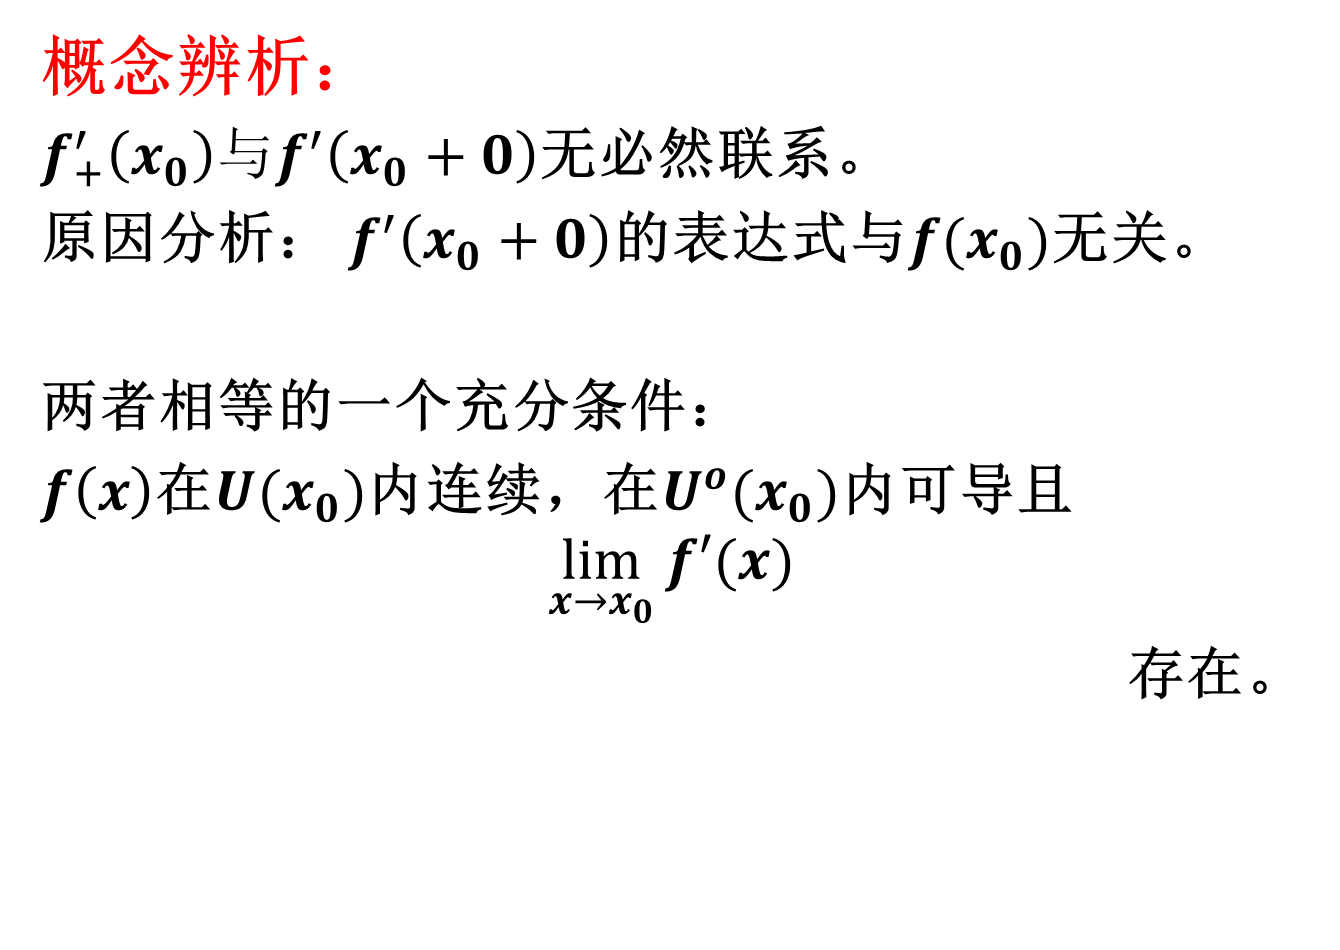 概念辨析：
f′₊(x₀)与f′(x₀ + 0)无必然联系。
原因分析： f′(x₀ + 0)的表达式与f(x₀)无关。
两者相等的一个充分条件：
f(x)在U(x₀)内连续，在Uᵒ(x₀)内可导且
lim f′(x)
x→x₀
存在。